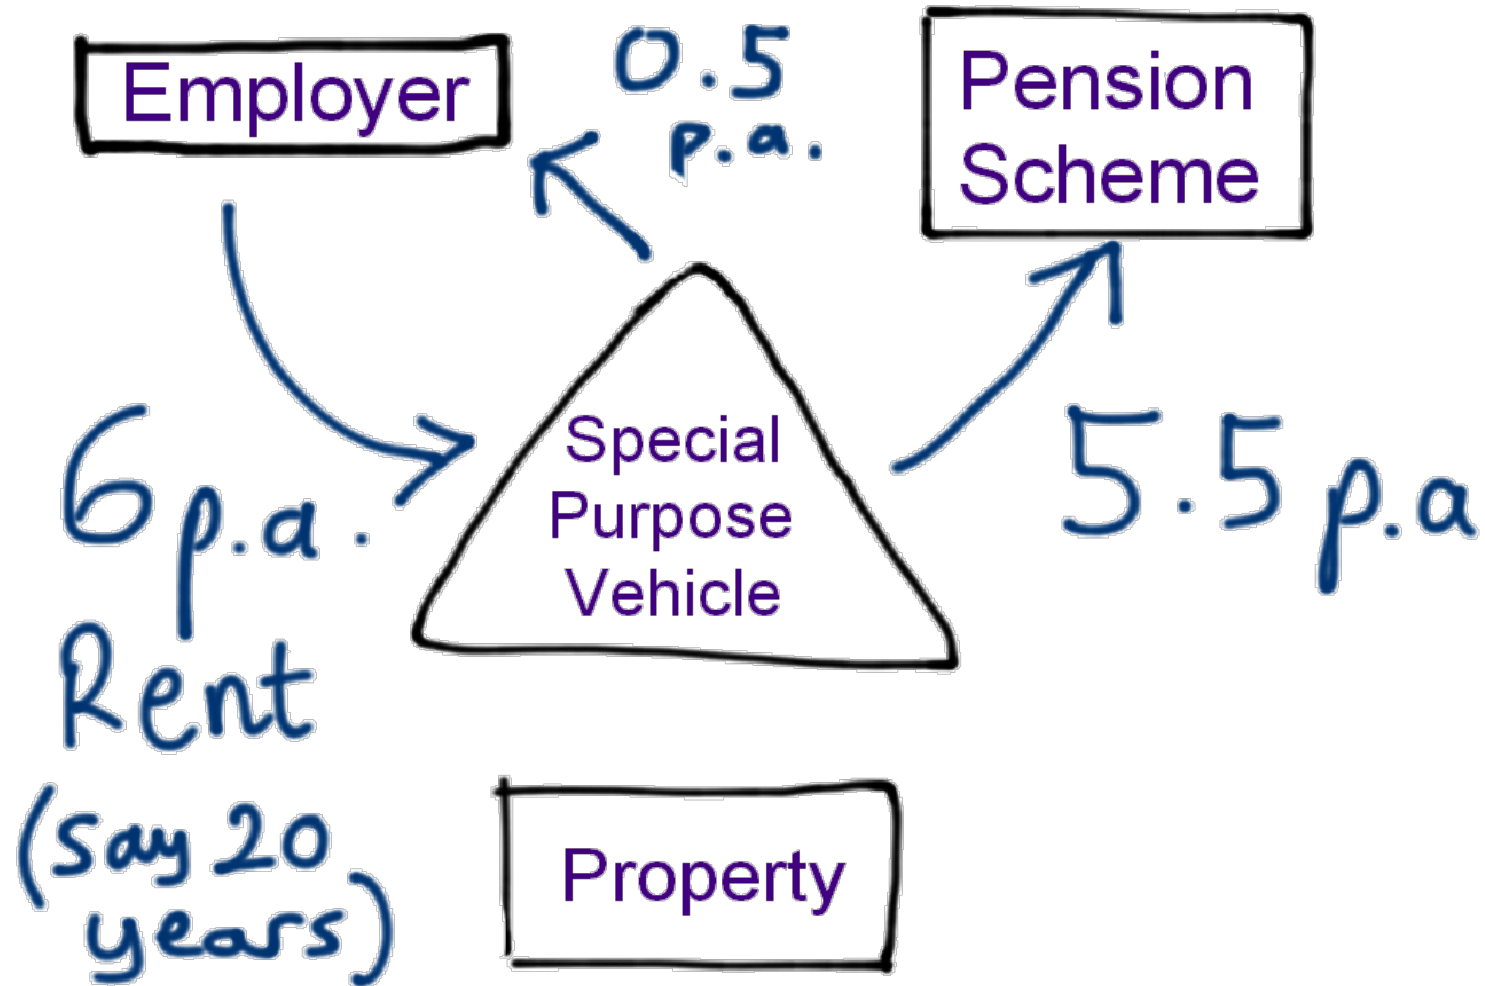 Employer
0.5
p.a.
Pension
Scheme
6 p.a.
Rent
(say 20
years)
Special
Purpose
Vehicle
5.5 p.a
Property